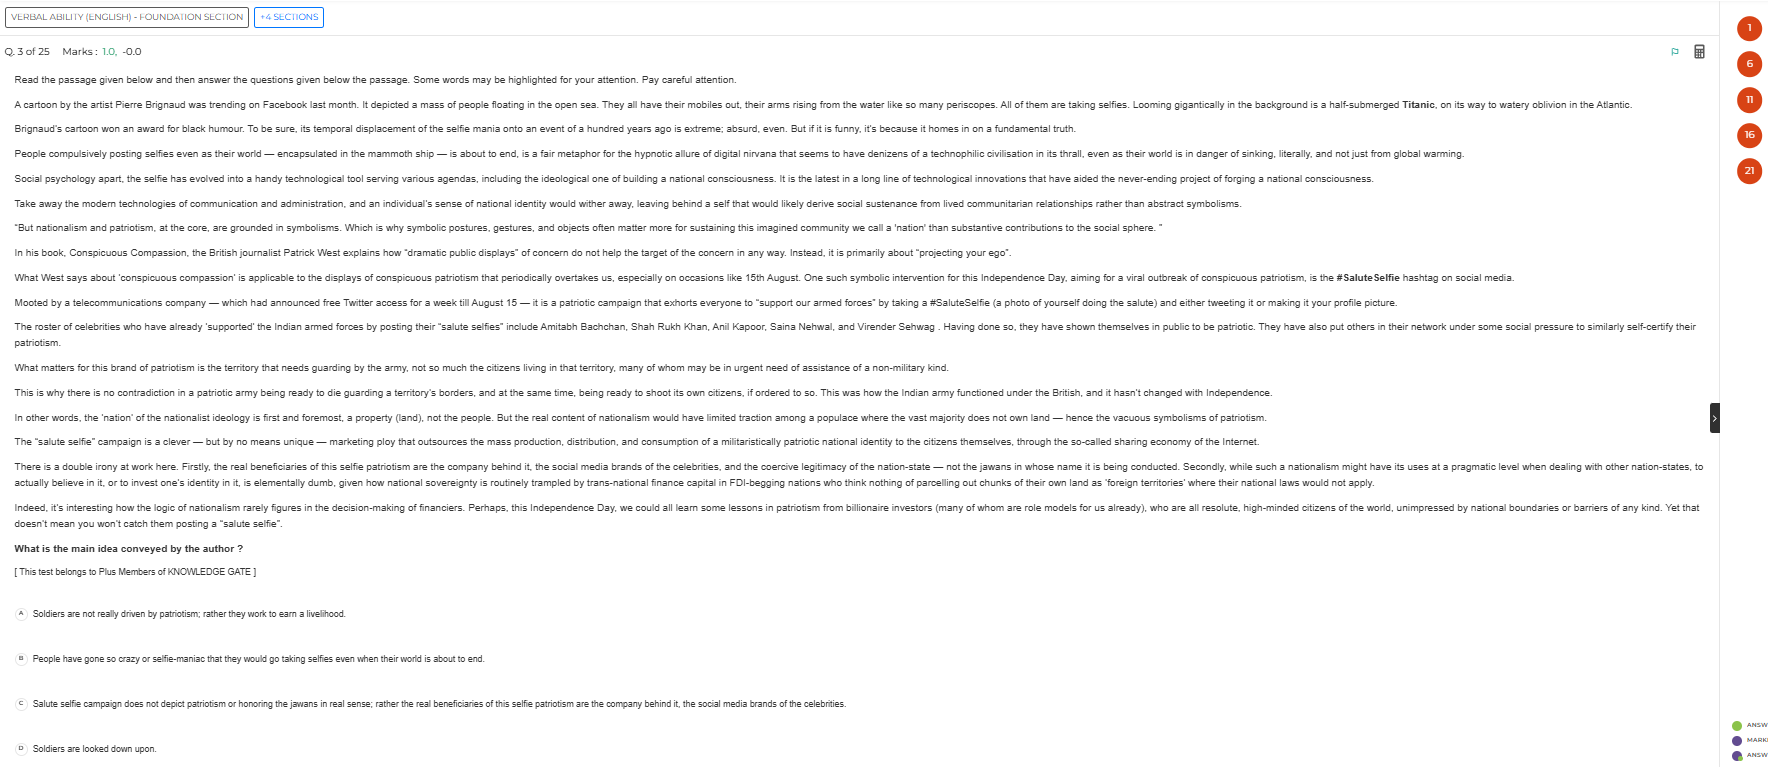 VERBAL ABILITY (ENGLISH) - FOUNDATION SECTION +4 SECTIONS
Q. 3 of 25 Marks : 1.0, -0.0
Read the passage given below and then answer the questions given below the passage. Some words may be highlighted for your attention. Pay careful attention.
A cartoon by the artist Pierre Brignaud was trending on Facebook last month. It depicted a mass of people floating in the open sea. They all have their mobiles out, their arms rising from the water like so many periscopes. All of them are taking selfies. Looming gigantically in the background is a half-submerged Titanic, on its way to watery oblivion in the Atlantic.
Brignaud's cartoon won an award for black humour. To be sure, its temporal displacement of the selfie mania onto an event of a hundred years ago is extreme; absurd, even. But if it is funny, it's because it homes in on a fundamental truth.
People compulsively posting selfies even as their world — encapsulated in the mammoth ship — is about to end, is a fair metaphor for the hypnotic allure of digital nirvana that seems to have denizens of a technophilic civilisation in its thrall, even as their world is in danger of sinking, literally, and not just from global warming.
Social psychology apart, the selfie has evolved into a handy technological tool serving various agendas, including the ideological one of building a national consciousness. It is the latest in a long line of technological innovations that have aided the never-ending project of forging a national consciousness.
Take away the modern technologies of communication and administration, and an individual's sense of national identity would wither away, leaving behind a self that would likely derive social sustenance from lived communitarian relationships rather than abstract symbolisms.
"But nationalism and patriotism, at the core, are grounded in symbolisms. Which is why symbolic postures, gestures, and objects often matter more for sustaining this imagined community we call a 'nation' than substantive contributions to the social sphere. "
In his book, Conspicuous Compassion, the British journalist Patrick West explains how "dramatic public displays" of concern do not help the target of the concern in any way. Instead, it is primarily about "projecting your ego".
What West says about 'conspicuous compassion' is applicable to the displays of conspicuous patriotism that periodically overtakes us, especially on occasions like 15th August. One such symbolic intervention for this Independence Day, aiming for a viral outbreak of conspicuous patriotism, is the #SaluteSelfie hashtag on social media.
Mooted by a telecommunications company — which had announced free Twitter access for a week till August 15 — it is a patriotic campaign that exhorts everyone to "support our armed forces" by taking a #SaluteSelfie (a photo of yourself doing the salute) and either tweeting it or making it your profile picture.
The roster of celebrities who have already 'supported' the Indian armed forces by posting their "salute selfies" include Amitabh Bachchan, Shah Rukh Khan, Anil Kapoor, Saina Nehwal, and Virender Sehwag . Having done so, they have shown themselves in public to be patriotic. They have also put others in their network under some social pressure to similarly self-certify their
patriotism.
What matters for this brand of patriotism is the territory that needs guarding by the army, not so much the citizens living in that territory, many of whom may be in urgent need of assistance of a non-military kind.
This is why there is no contradiction in a patriotic army being ready to die guarding a territory's borders, and at the same time, being ready to shoot its own citizens, if ordered to so. This was how the Indian army functioned under the British, and it hasn't changed with Independence.
In other words, the 'nation' of the nationalist ideology is first and foremost, a property (land), not the people. But the real content of nationalism would have limited traction among a populace where the vast majority does not own land — hence the vacuous symbolisms of patriotism.
The "salute selfie" campaign is a clever — but by no means unique — marketing ploy that outsources the mass production, distribution, and consumption of a militaristically patriotic national identity to the citizens themselves, through the so-called sharing economy of the Internet.
There is a double irony at work here. Firstly, the real beneficiaries of this selfie patriotism are the company behind it, the social media brands of the celebrities, and the coercive legitimacy of the nation-state — not the jawans in whose name it is being conducted. Secondly, while such a nationalism might have its uses at a pragmatic level when dealing with other nation-states, to
actually believe in it, or to invest one's identity in it, is elementally dumb, given how national sovereignty is routinely trampled by trans-national finance capital in FDI-begging nations who think nothing of parcelling out chunks of their own land as 'foreign territories' where their national laws would not apply.
Indeed, it's interesting how the logic of nationalism rarely figures in the decision-making of financiers. Perhaps, this Independence Day, we could all learn some lessons in patriotism from billionaire investors (many of whom are role models for us already), who are all resolute, high-minded citizens of the world, unimpressed by national boundaries or barriers of any kind. Yet that
doesn't mean you won't catch them posting a "salute selfie".
What is the main idea conveyed by the author ?
[ This test belongs to Plus Members of KNOWLEDGE GATE ]
A Soldiers are not really driven by patriotism; rather they work to earn a livelihood.
B People have gone so crazy or selfie-maniac that they would go taking selfies even when their world is about to end.
C Salute selfie campaign does not depict patriotism or honoring the jawans in real sense; rather the real beneficiaries of this selfie patriotism are the company behind it, the social media brands of the celebrities.
D Soldiers are looked down upon.
1
6
11
16
21
ANSW
MARK
ANSW